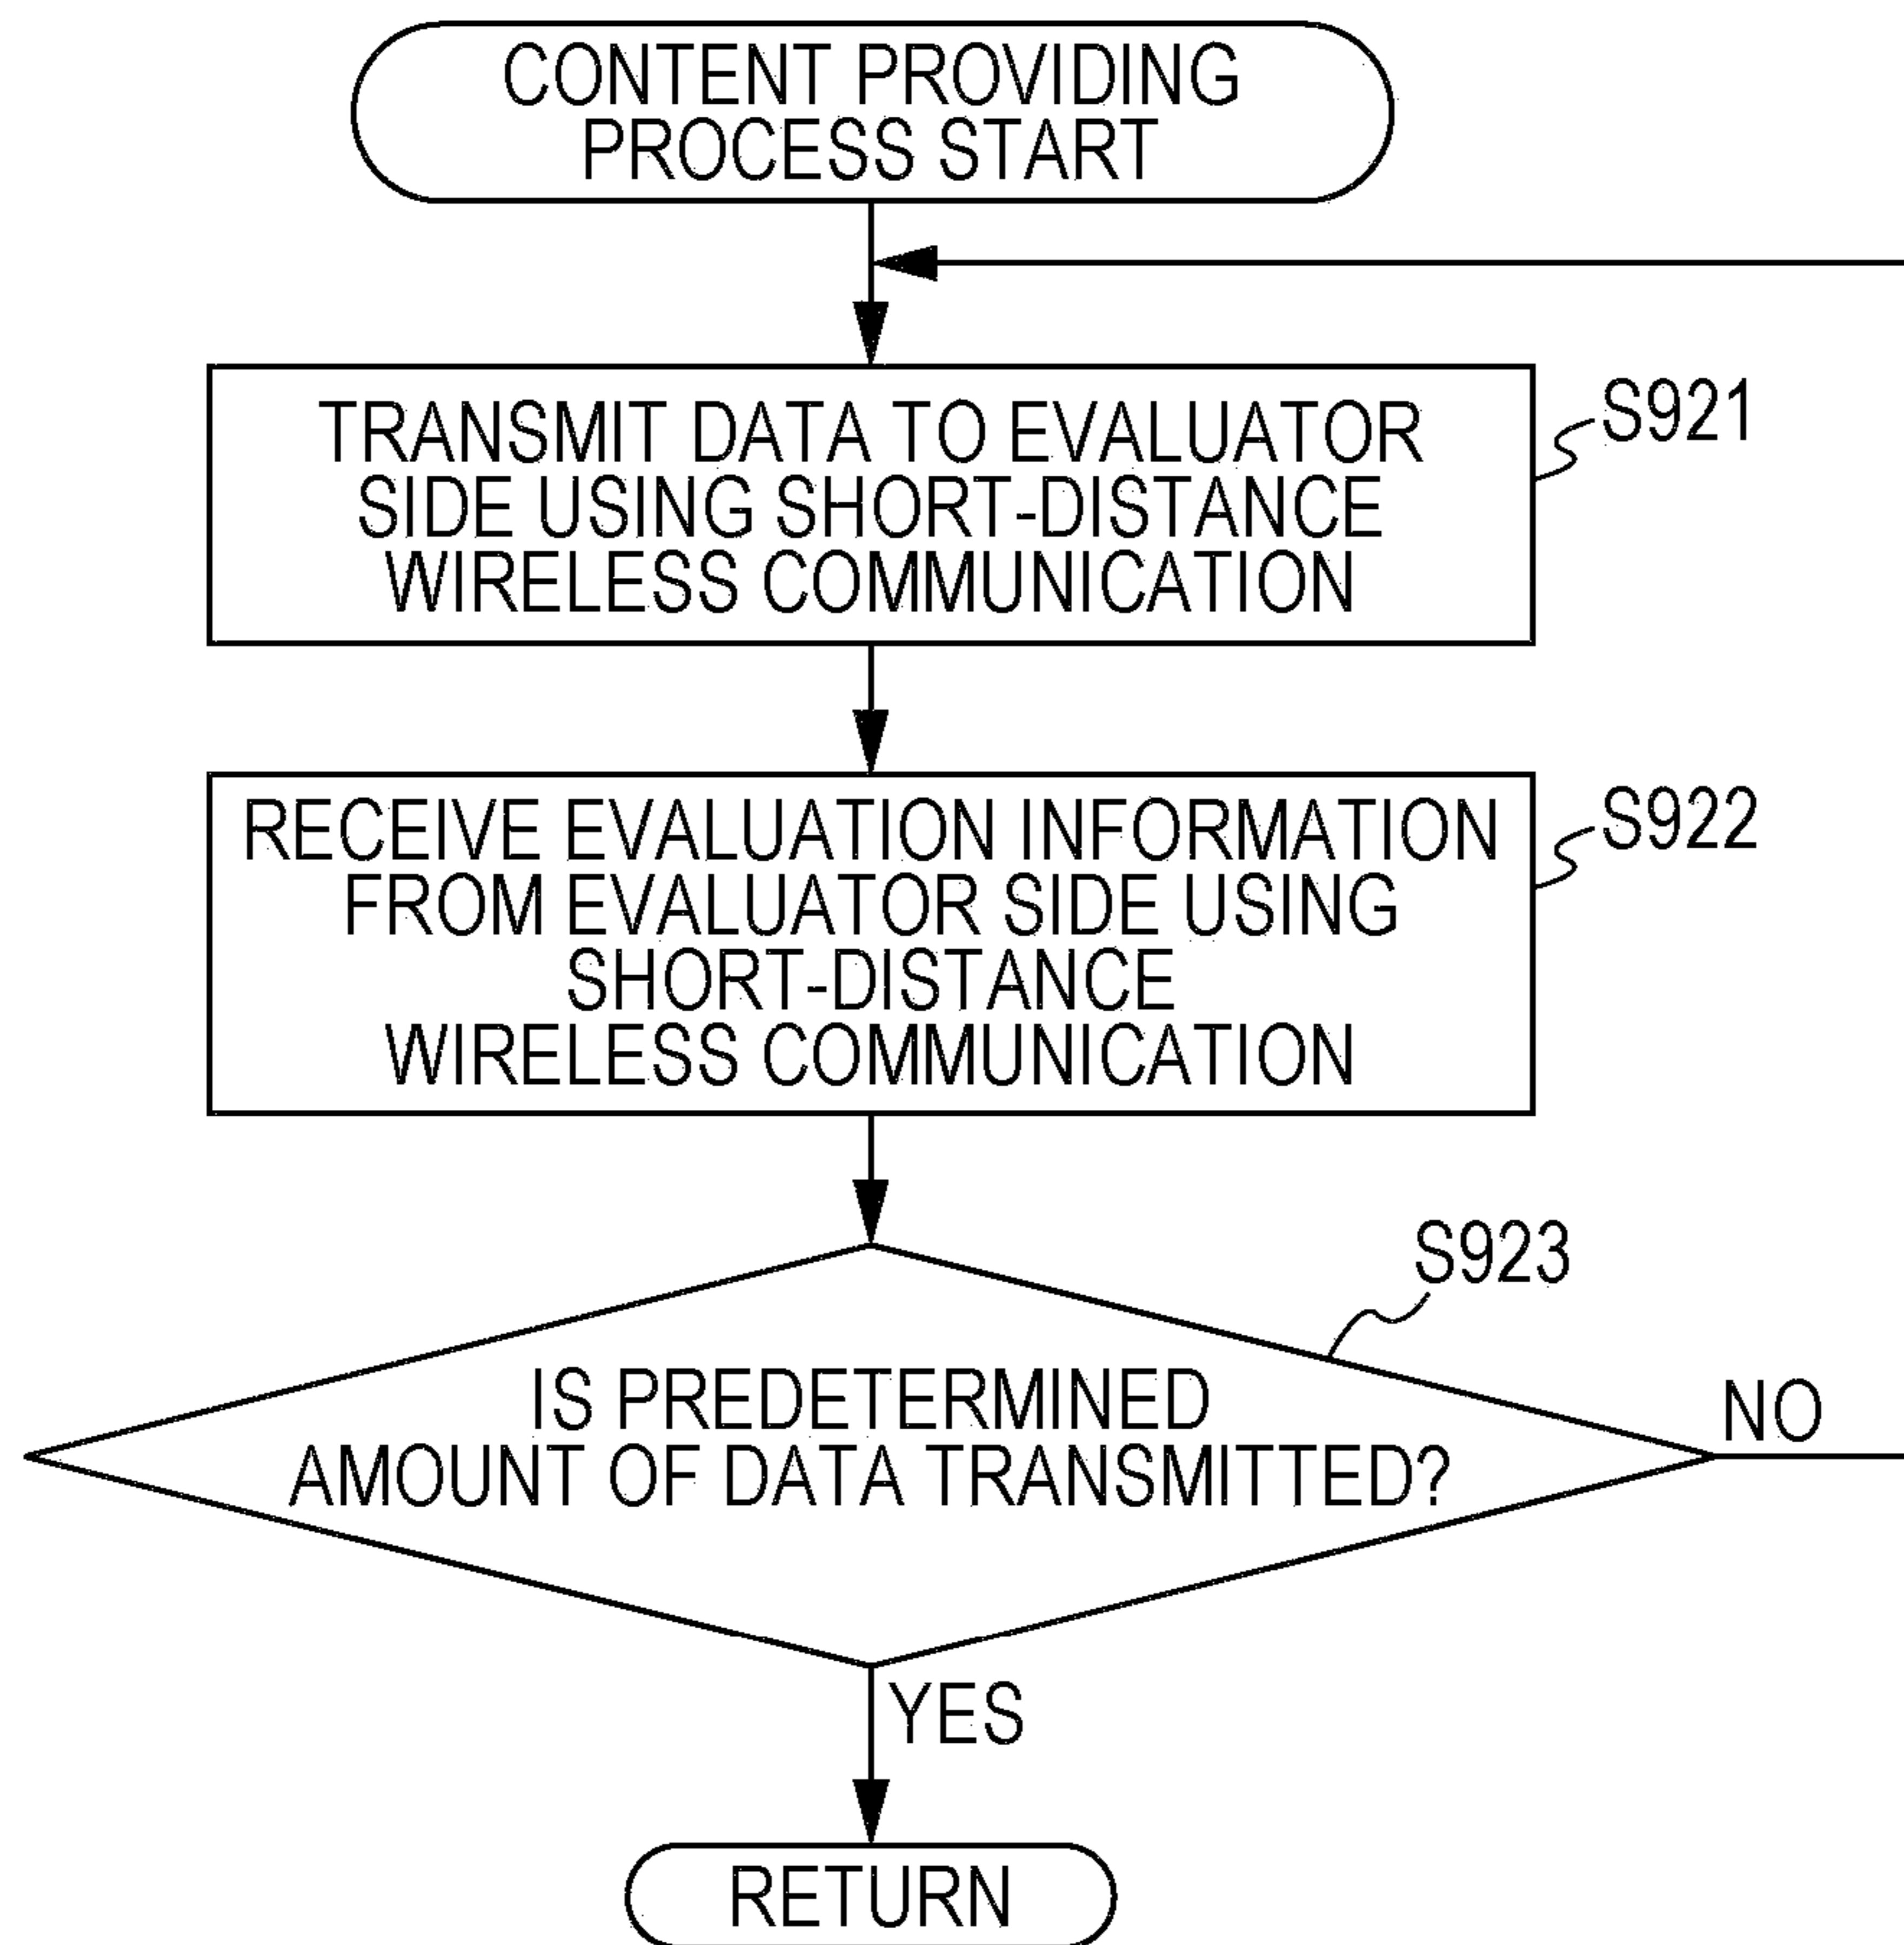 CONTENT PROVIDING
PROCESS START
TRANSMIT DATA TO EVALUATOR
SIDE USING SHORT-DISTANCE
WIRELESS COMMUNICATION
S921
RECEIVE EVALUATION INFORMATION
FROM EVALUATOR SIDE USING
SHORT-DISTANCE
WIRELESS COMMUNICATION
S922
S923
IS PREDETERMINED
AMOUNT OF DATA TRANSMITTED?
NO
YES
RETURN